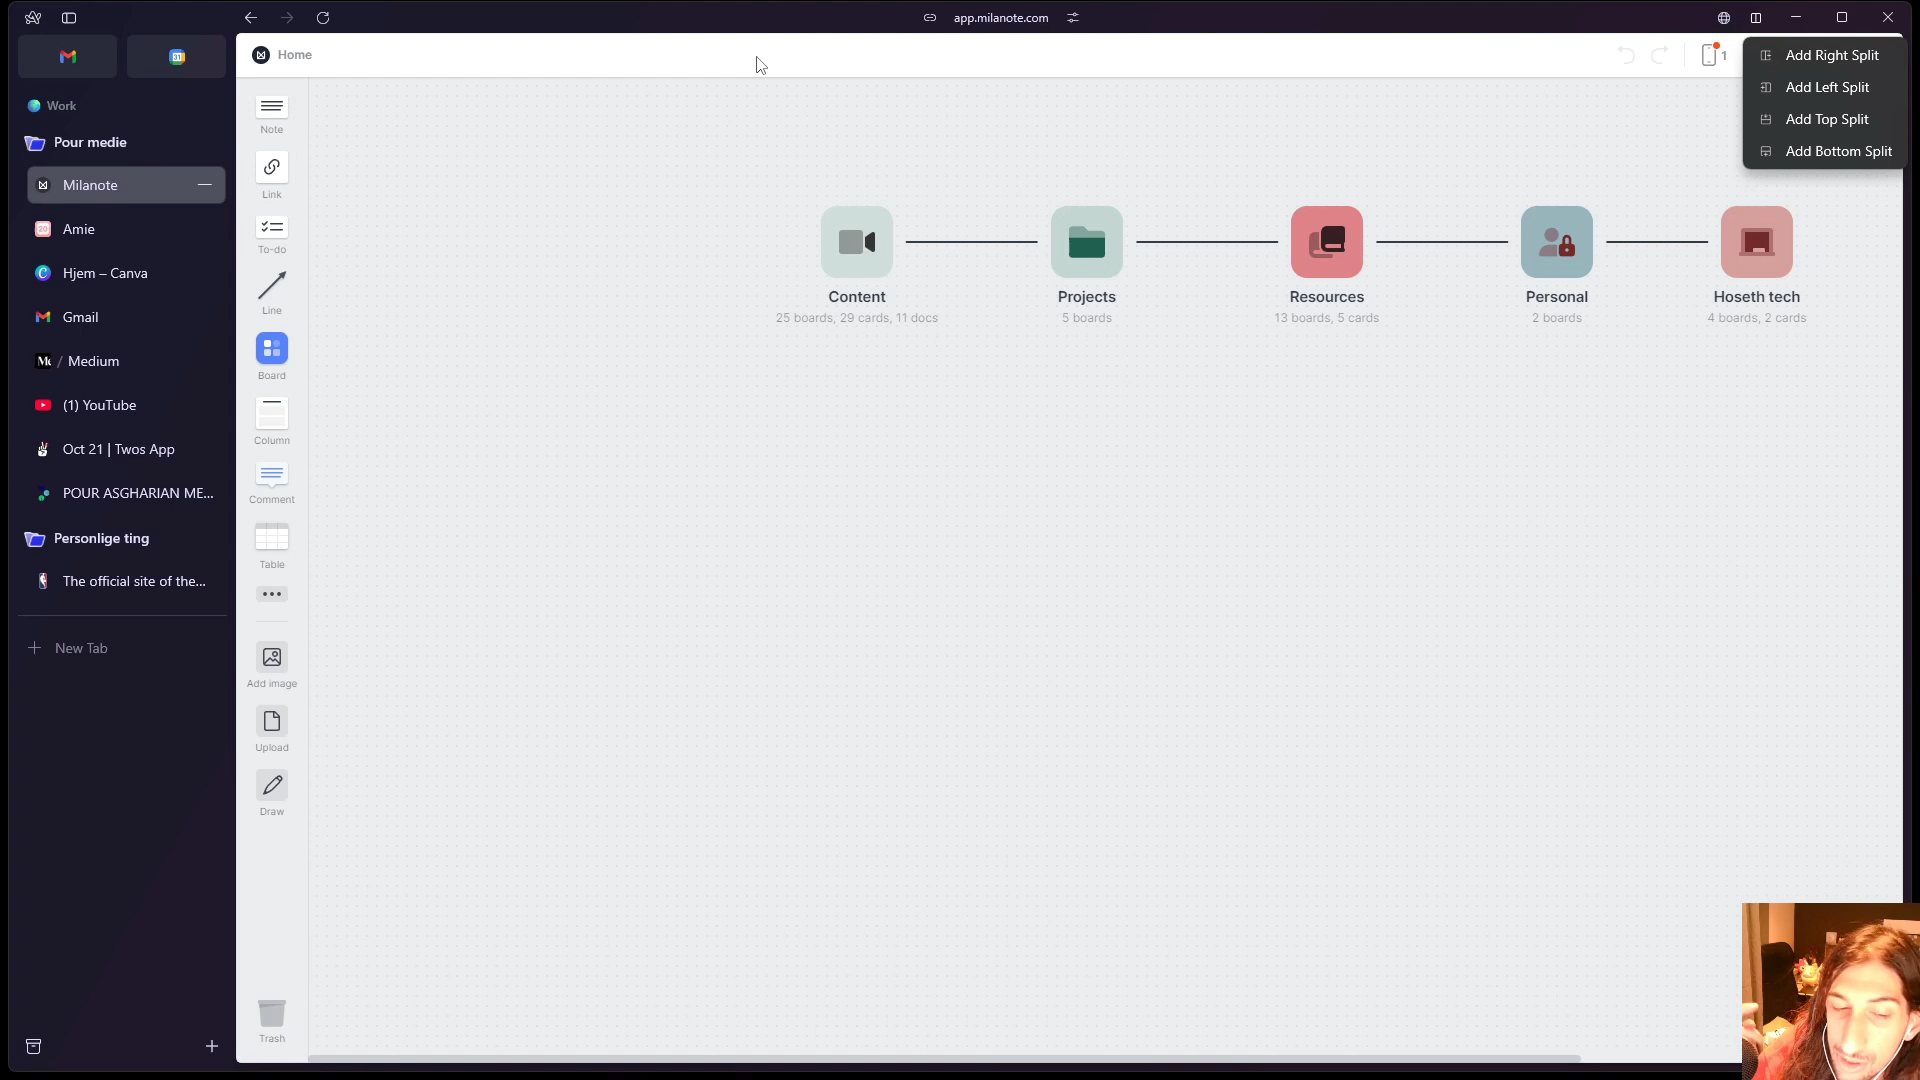 app.milanote.com
Home
1
Add Right Split
Add Left Split
Add Top Split
Add Bottom Split
Work
Pour medie
Milanote
Amie
Hjem – Canva
Gmail
/ Medium
(1) YouTube
Oct 21 | Twos App
POUR ASGHARIAN ME...
Personlige ting
The official site of the...
New Tab
Note
Link
To-do
Line
Board
Column
Comment
Table
Add image
Upload
Draw
Trash
Content
25 boards, 29 cards, 11 docs
Projects
5 boards
Resources
13 boards, 5 cards
Personal
2 boards
Hoseth tech
4 boards, 2 cards